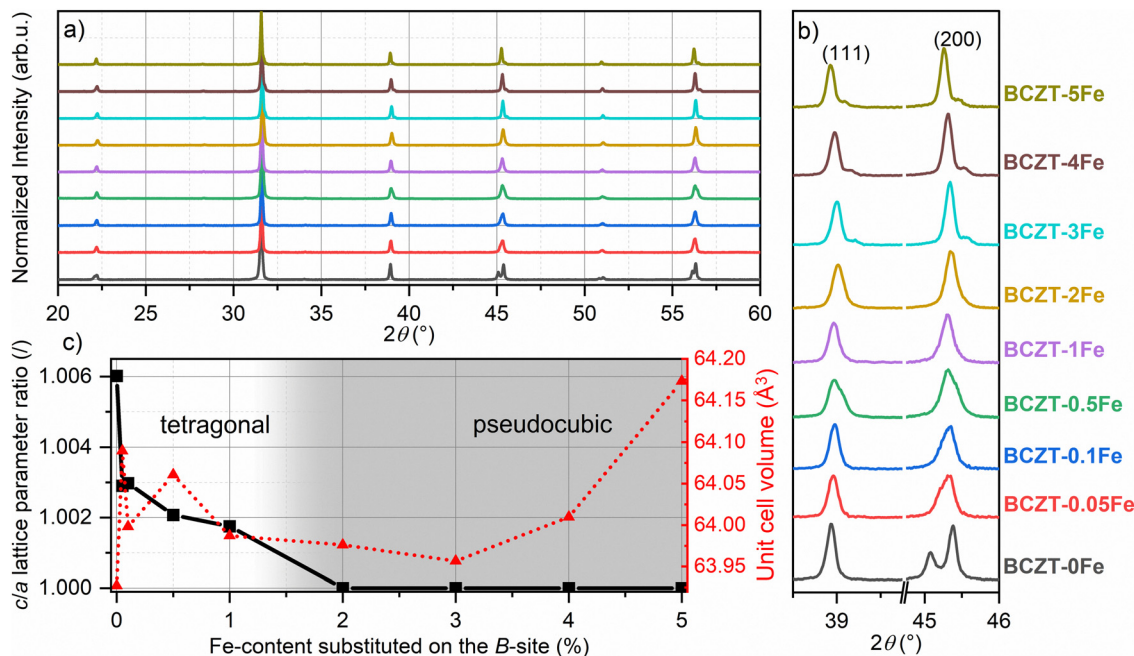 a)
Normalized Intensity (arb.u.)
20 25 30 35 40 45 50 55 60
2θ (°)
b)
(111)
(200)
BCZT-5Fe
BCZT-4Fe
BCZT-3Fe
BCZT-2Fe
BCZT-1Fe
BCZT-0.5Fe
BCZT-0.1Fe
BCZT-0.05Fe
BCZT-0Fe
39 45 46
2θ (°)
c)
c/a lattice parameter ratio (/)
1.006
1.004
1.002
1.000
tetragonal
pseudocubic
64.20
64.15
64.10
64.05
64.00
63.95
Unit cell volume (Å³)
0 1 2 3 4 5
Fe-content substituted on the B-site (%)